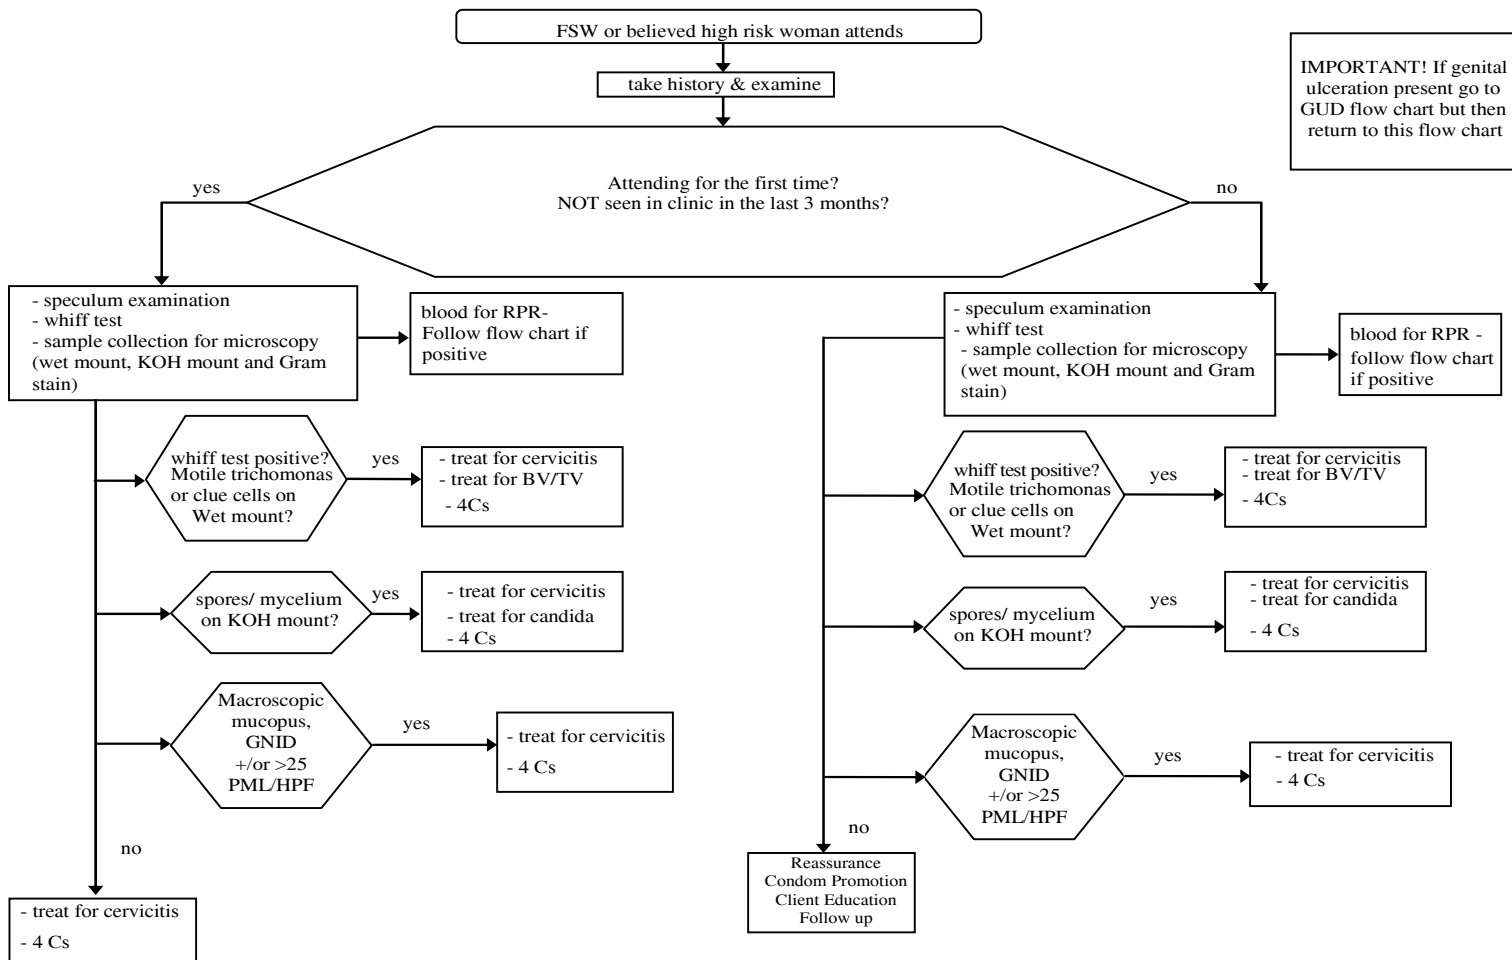 FSW or believed high risk woman attends
take history & examine
IMPORTANT! If genital
ulceration present go to
GUD flow chart but then
return to this flow chart
Attending for the first time?
NOT seen in clinic in the last 3 months?
yes
no
- speculum examination
- whiff test
- sample collection for microscopy
(wet mount, KOH mount and Gram
stain)
blood for RPR-
Follow flow chart if
positive
whiff test positive?
Motile trichomonas
or clue cells on
Wet mount?
yes
- treat for cervicitis
- treat for BV/TV
- 4Cs
spores/ mycelium
on KOH mount?
yes
- treat for cervicitis
- treat for candida
- 4 Cs
Macroscopic
mucopus,
GNID
+/or >25
PML/HPF
yes
- treat for cervicitis
- 4 Cs
no
- treat for cervicitis
- 4 Cs
- speculum examination
- whiff test
- sample collection for microscopy
(wet mount, KOH mount and Gram
stain)
blood for RPR -
follow flow chart
if positive
whiff test positive?
Motile trichomonas
or clue cells on
Wet mount?
yes
- treat for cervicitis
- treat for BV/TV
- 4Cs
spores/ mycelium
on KOH mount?
yes
- treat for cervicitis
- treat for candida
- 4 Cs
Macroscopic
mucopus,
GNID
+/or >25
PML/HPF
yes
- treat for cervicitis
- 4 Cs
no
Reassurance
Condom Promotion
Client Education
Follow up